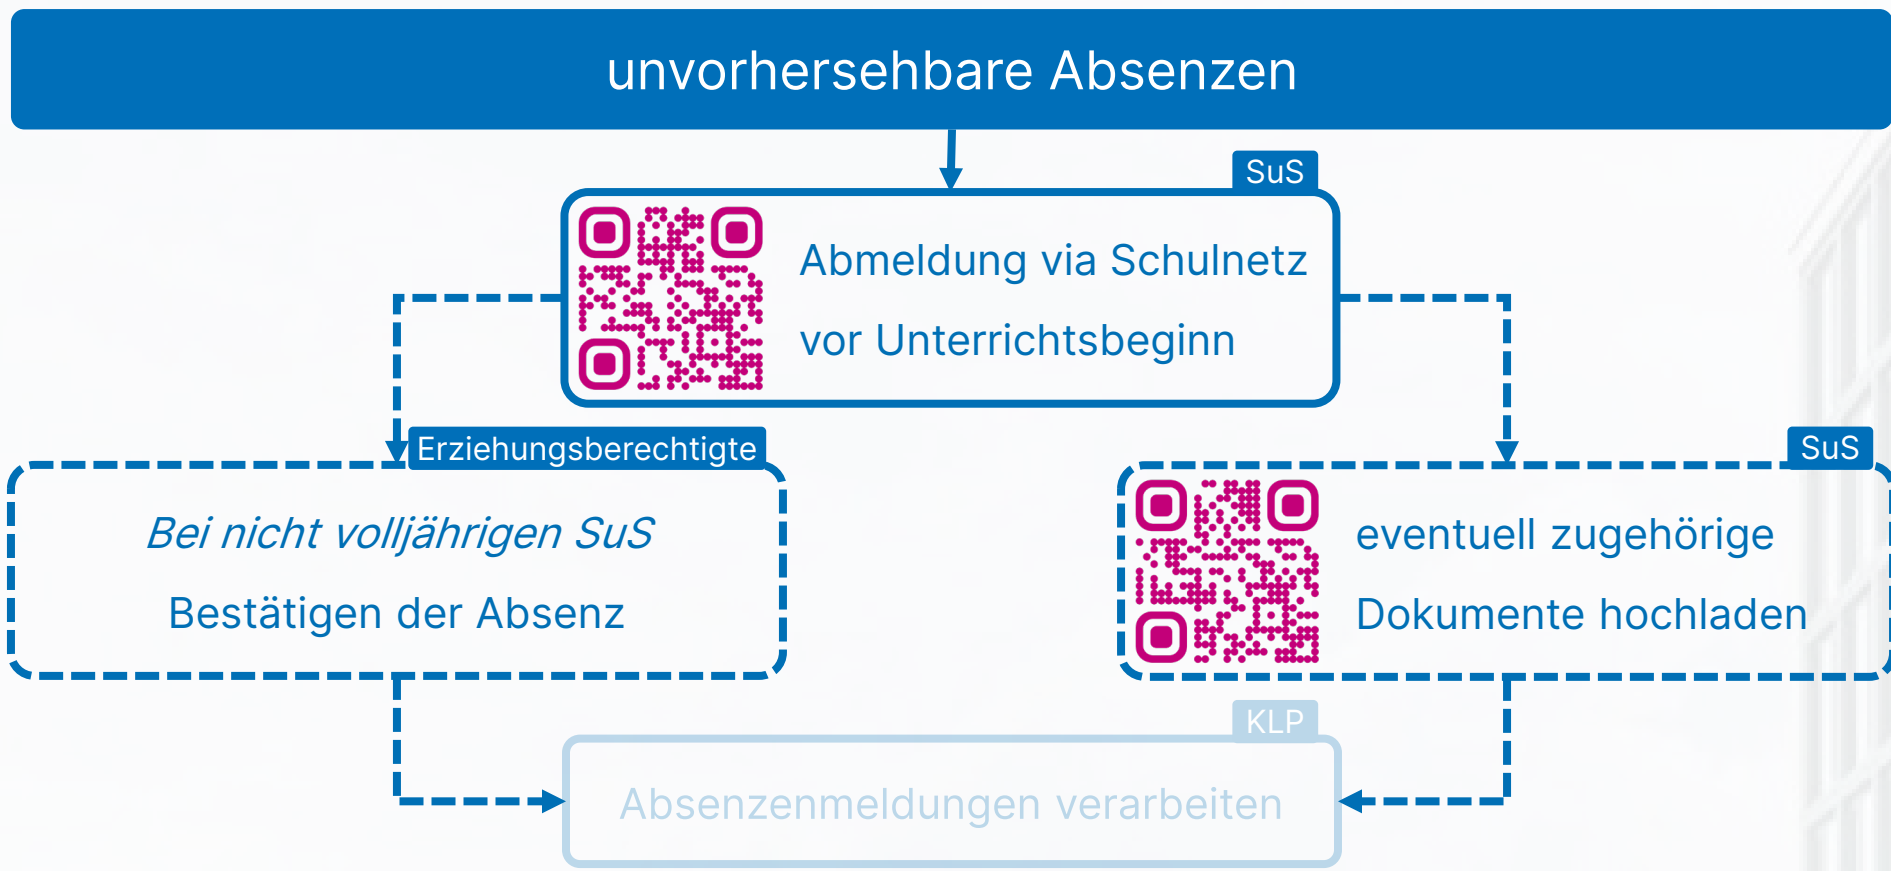 unvorhersehbare Absenzen
SuS
Abmeldung via Schulnetz
vor Unterrichtsbeginn
Erziehungsberechtigte
Bei nicht volljährigen SuS
Bestätigen der Absenz
SuS
eventuell zugehörige
Dokumente hochladen
KLP
Absenzenmeldungen verarbeiten